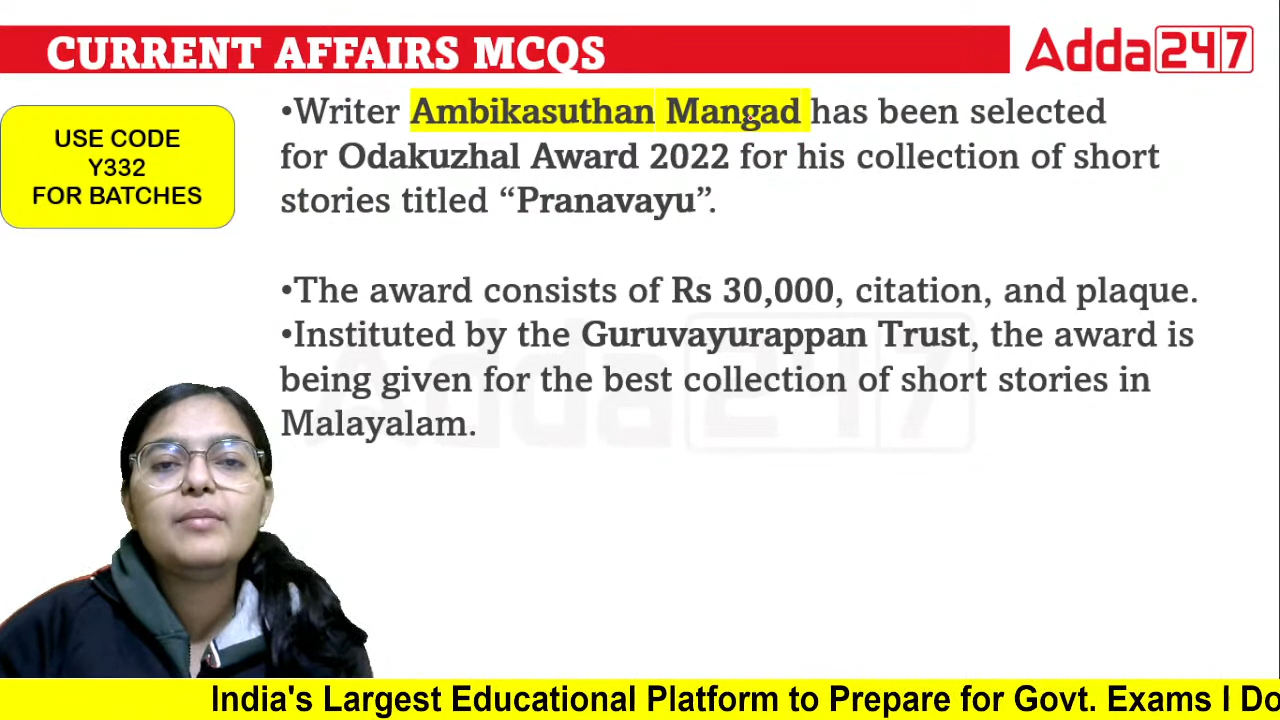 CURRENT AFFAIRS MCQS
Adda247
USE CODE
Y332
FOR BATCHES
•Writer Ambikasuthan Mangad has been selected
for Odakuzhal Award 2022 for his collection of short
stories titled “Pranavayu”.
•The award consists of Rs 30,000, citation, and plaque.
•Instituted by the Guruvayurappan Trust, the award is
being given for the best collection of short stories in
Malayalam.
Adda247
India's Largest Educational Platform to Prepare for Govt. Exams I Do